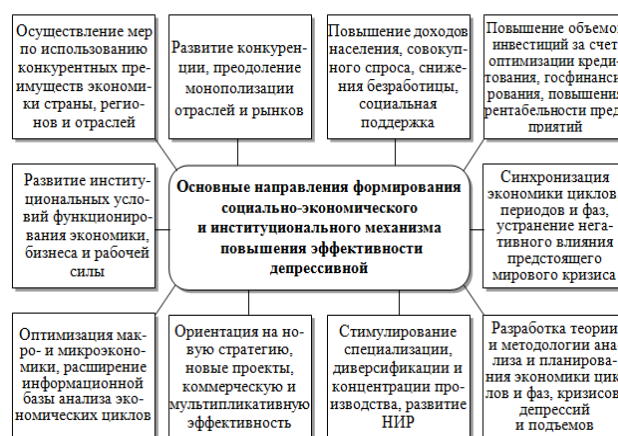 Осуществление мер
по использованию
конкурентных пре-
имуществ экономи-
ки страны, регио-
нов и отраслей
Развитие конкурен-
ции, преодоление
монополизации
отраслей и рынков
Повышение доходов
населения, совокуп-
ного спроса, сниже-
ния безработицы,
социальная
поддержка
Повышение объемов
инвестиций за счет
оптимизации креди-
тования, госфинанси-
рования, повышения
рентабельности пред-
приятий
Развитие институ-
циональных усло-
вий функциониро-
вания экономики,
бизнеса и рабочей
силы
Основные направления формирования
социально-экономического
и институционального механизма
повышения эффективности
депрессивной
Синхронизация
экономики циклов
периодов и фаз,
устранение нега-
тивного влияния
предстоящего
мирового кризиса
Оптимизация мак-
ро- и микроэконо-
мики, расширение
информационной
базы анализа эко-
номических циклов
Ориентация на но-
вую стратегию,
новые проекты,
коммерческую и
мультипликативную
эффективность
Стимулирование
специализации,
диверсификации и
концентрации про-
изводства, развитие
НИР
Разработка теории
и методологии ана-
лиза и планирова-
ния экономики цик-
лов и фаз, кризисов
депрессий
и подъемов